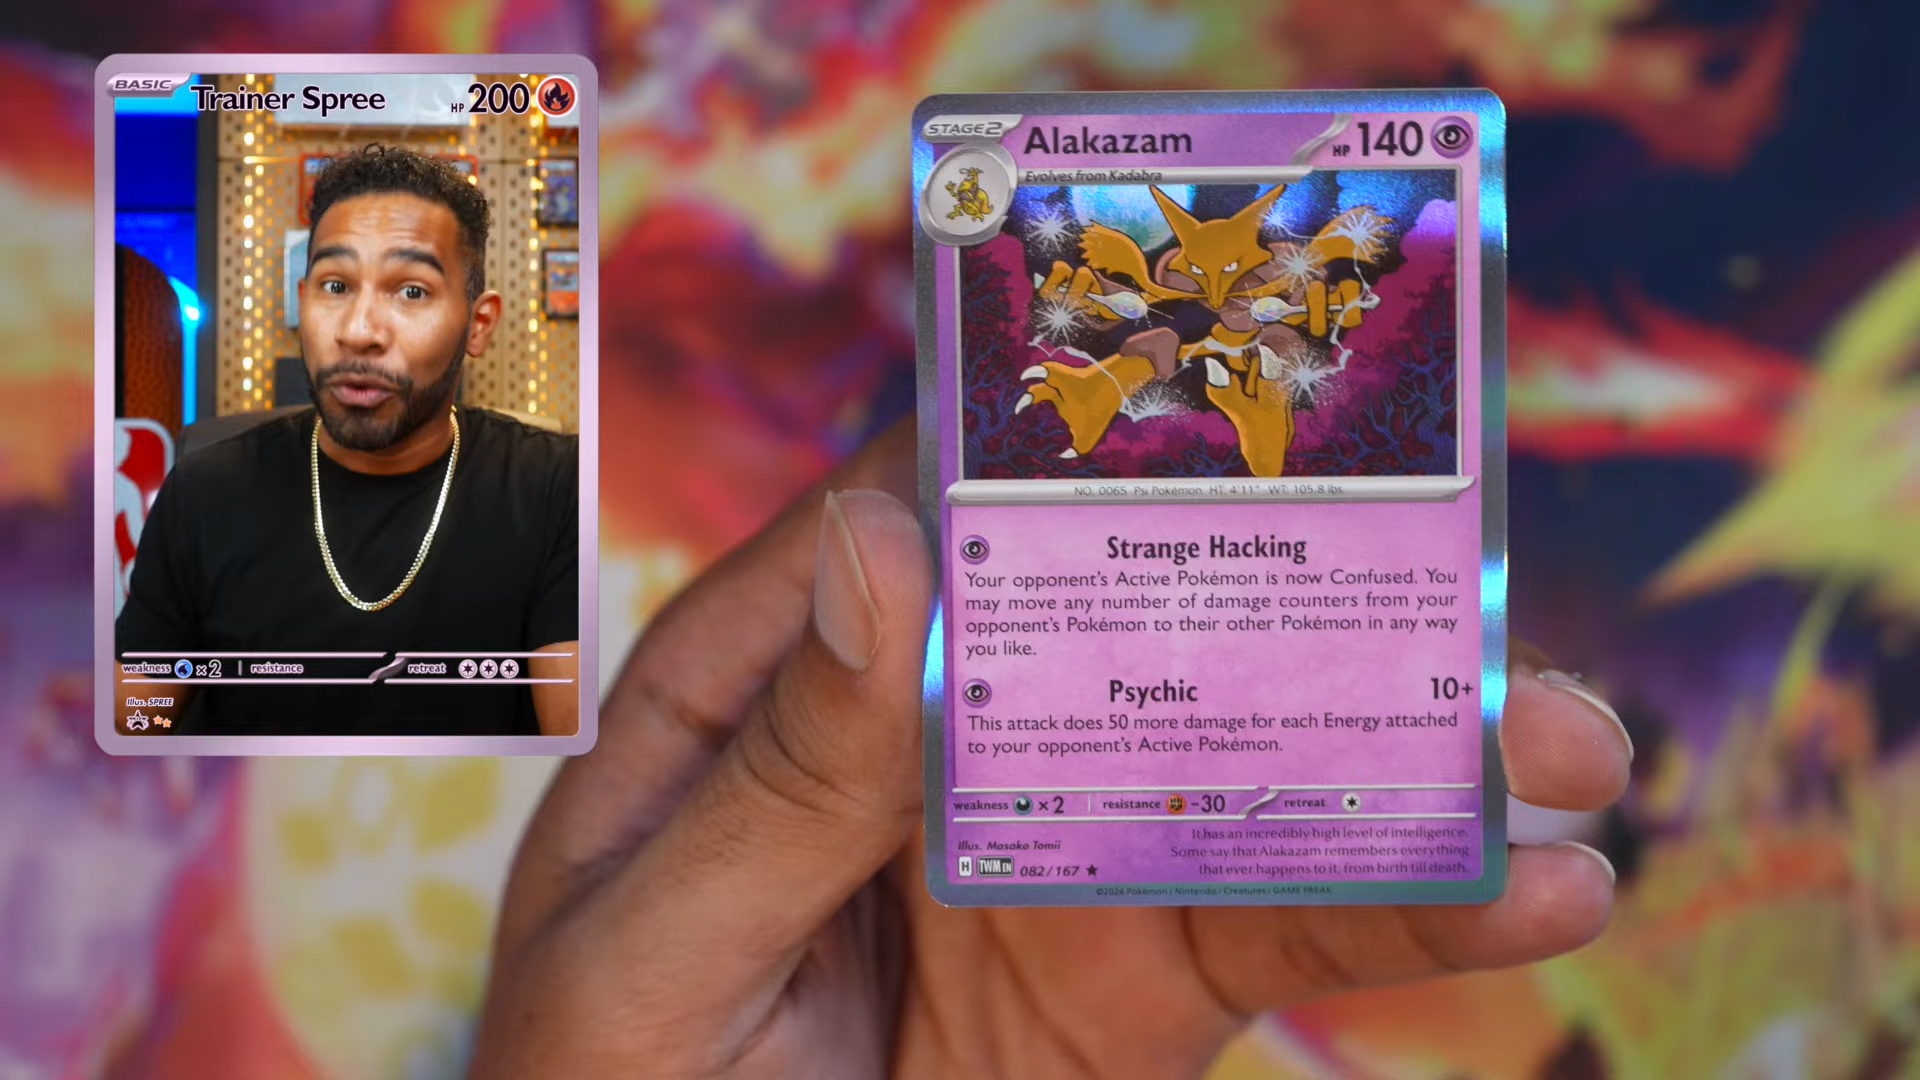 BASIC
Trainer Spree
HP 200
weakness ×2 resistance retreat
Illus. SPREE
STAGE2
Alakazam
HP 140
Evolves from Kadabra
NO. 0065 Psi Pokémon HT: 4'11" WT: 105.8 lbs.
Strange Hacking
Your opponent's Active Pokémon is now Confused. You
may move any number of damage counters from your
opponent's Pokémon to their other Pokémon in any way
you like.
Psychic 10+
This attack does 50 more damage for each Energy attached
to your opponent's Active Pokémon.
weakness ×2 resistance -30 retreat
Illus. Masako Tomii
It has an incredibly high level of intelligence.
Some say that Alakazam remembers everything
that ever happens to it, from birth till death.
H TWM EN 082/167 ★
©2024 Pokémon / Nintendo / Creatures / GAME FREAK